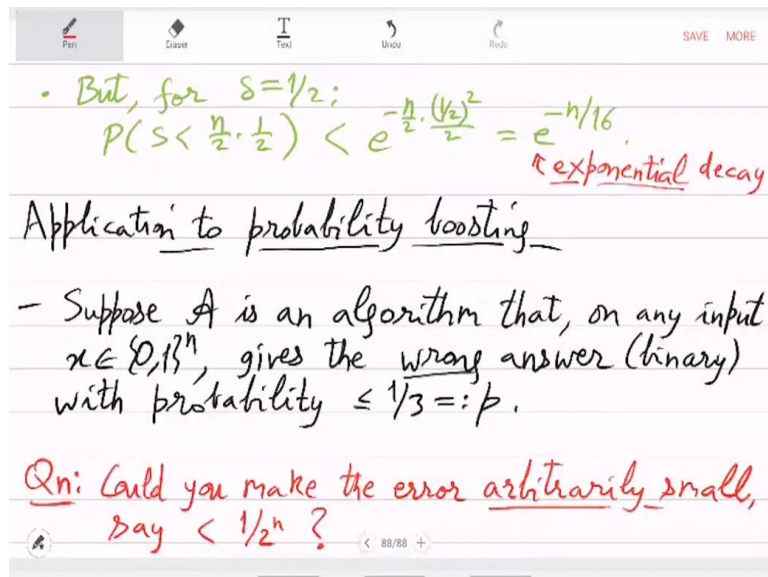 Pen Eraser Text Undo Redo SAVE MORE
• But, for δ=1/2:
P(S< n/2 · 1/2) < e^{-n/2 · (1/2)^2/2} = e^{-n/16}.
↖ exponential decay
Application to probability boosting
- Suppose A is an algorithm that, on any input
x∈{0,1}^n, gives the wrong answer (binary)
with probability ≤ 1/3 =: p.
Qn: Could you make the error arbitrarily small,
say < 1/2^n ?
< 88/88 +